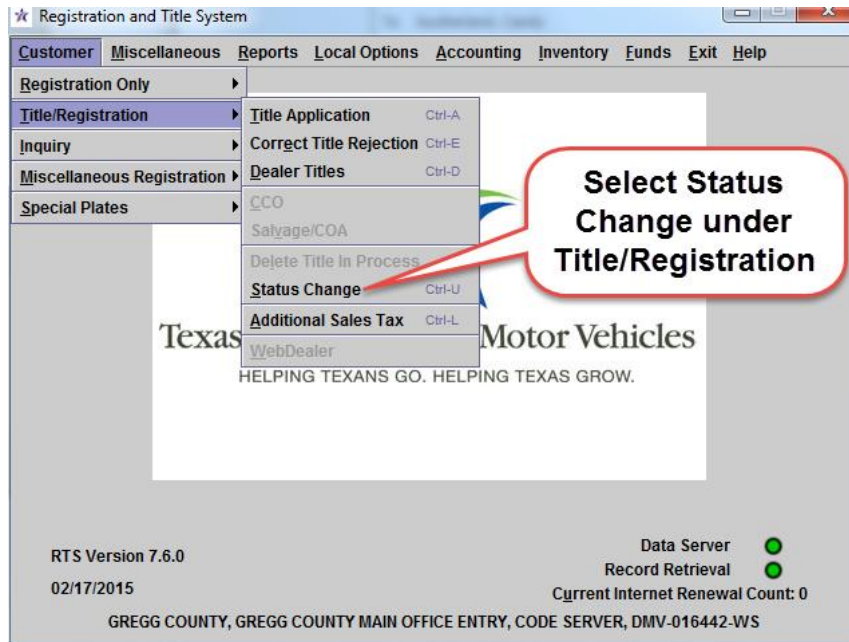 Registration and Title System
Customer Miscellaneous Reports Local Options Accounting Inventory Funds Exit Help
Registration Only
Title/Registration
Inquiry
Miscellaneous Registration
Special Plates
Title Application Ctrl-A
Correct Title Rejection Ctrl-E
Dealer Titles Ctrl-D
CCO
Salvage/COA
Delete Title In Process
Status Change Ctrl-U
Additional Sales Tax Ctrl-L
WebDealer
Select Status
Change under
Title/Registration
Texas Motor Vehicles
HELPING TEXANS GO. HELPING TEXAS GROW.
RTS Version 7.6.0
02/17/2015
Data Server
Record Retrieval
Current Internet Renewal Count: 0
GREGG COUNTY, GREGG COUNTY MAIN OFFICE ENTRY, CODE SERVER, DMV-016442-WS